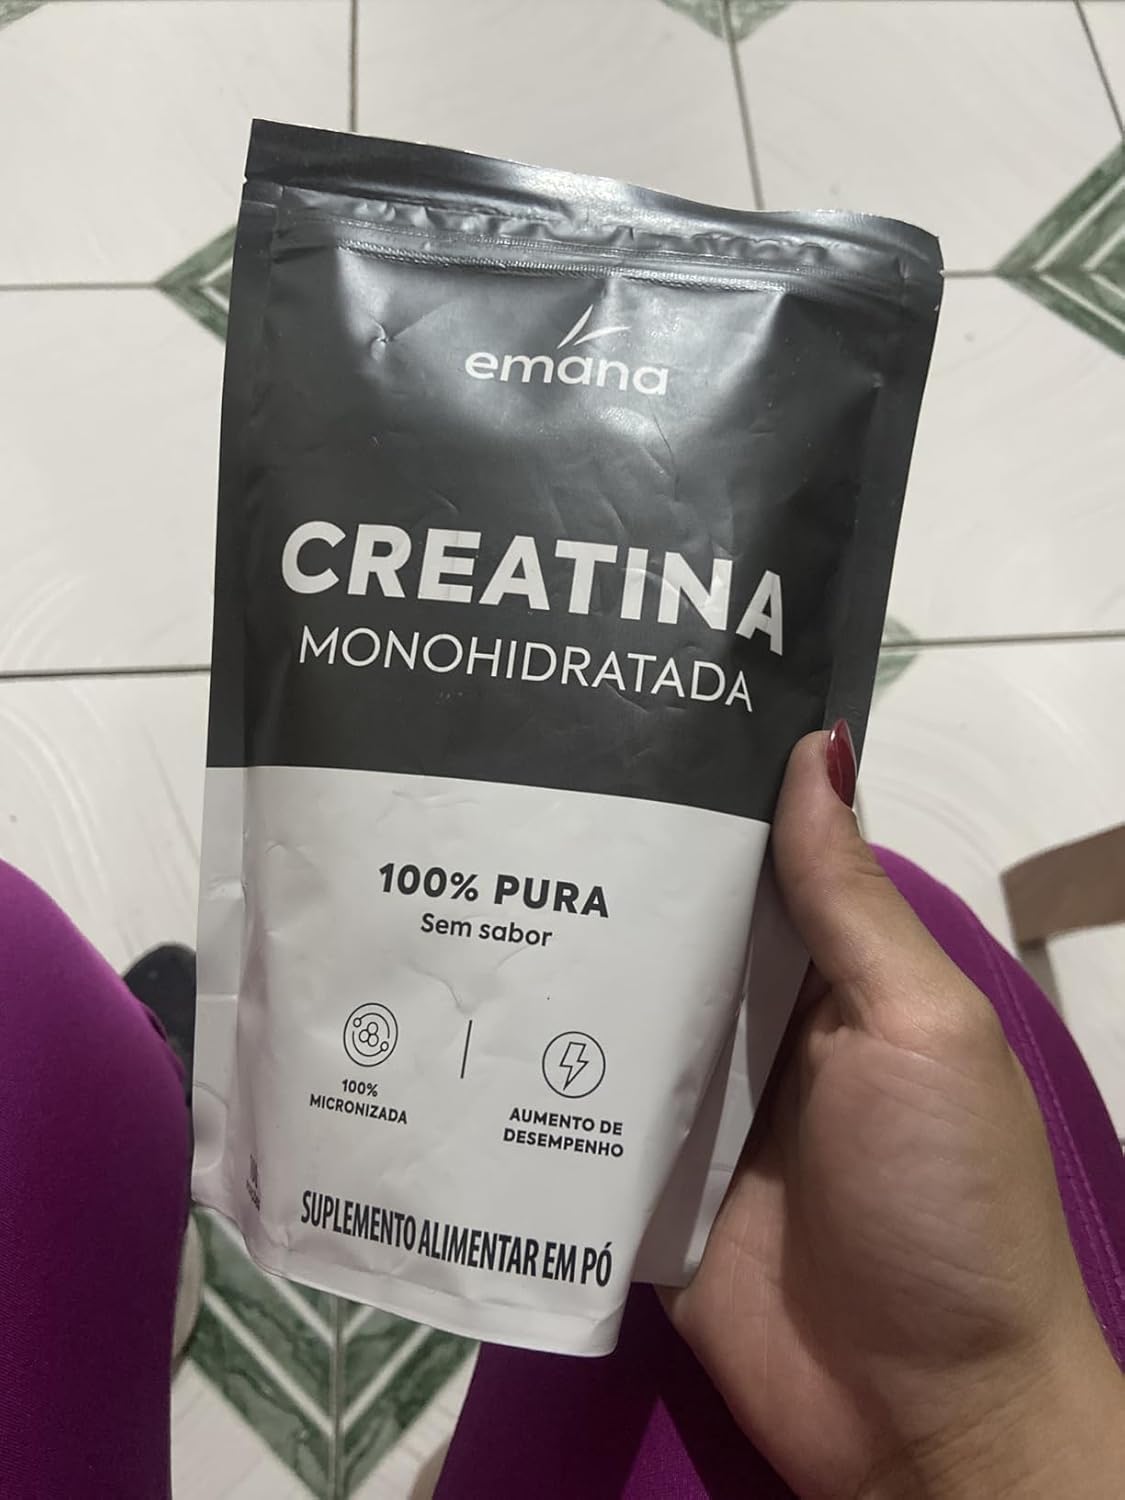 emana
CREATINA
MONOHIDRATADA
100% PURA
Sem sabor
100%
MICRONIZADA
AUMENTO DE
DESEMPENHO
SUPLEMENTO ALIMENTAR EM PÓ